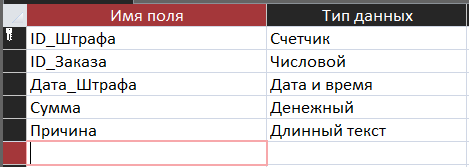 Имя поля Тип данных
ID_Штрафа Счетчик
ID_Заказа Числовой
Дата_Штрафа Дата и время
Сумма Денежный
Причина Длинный текст